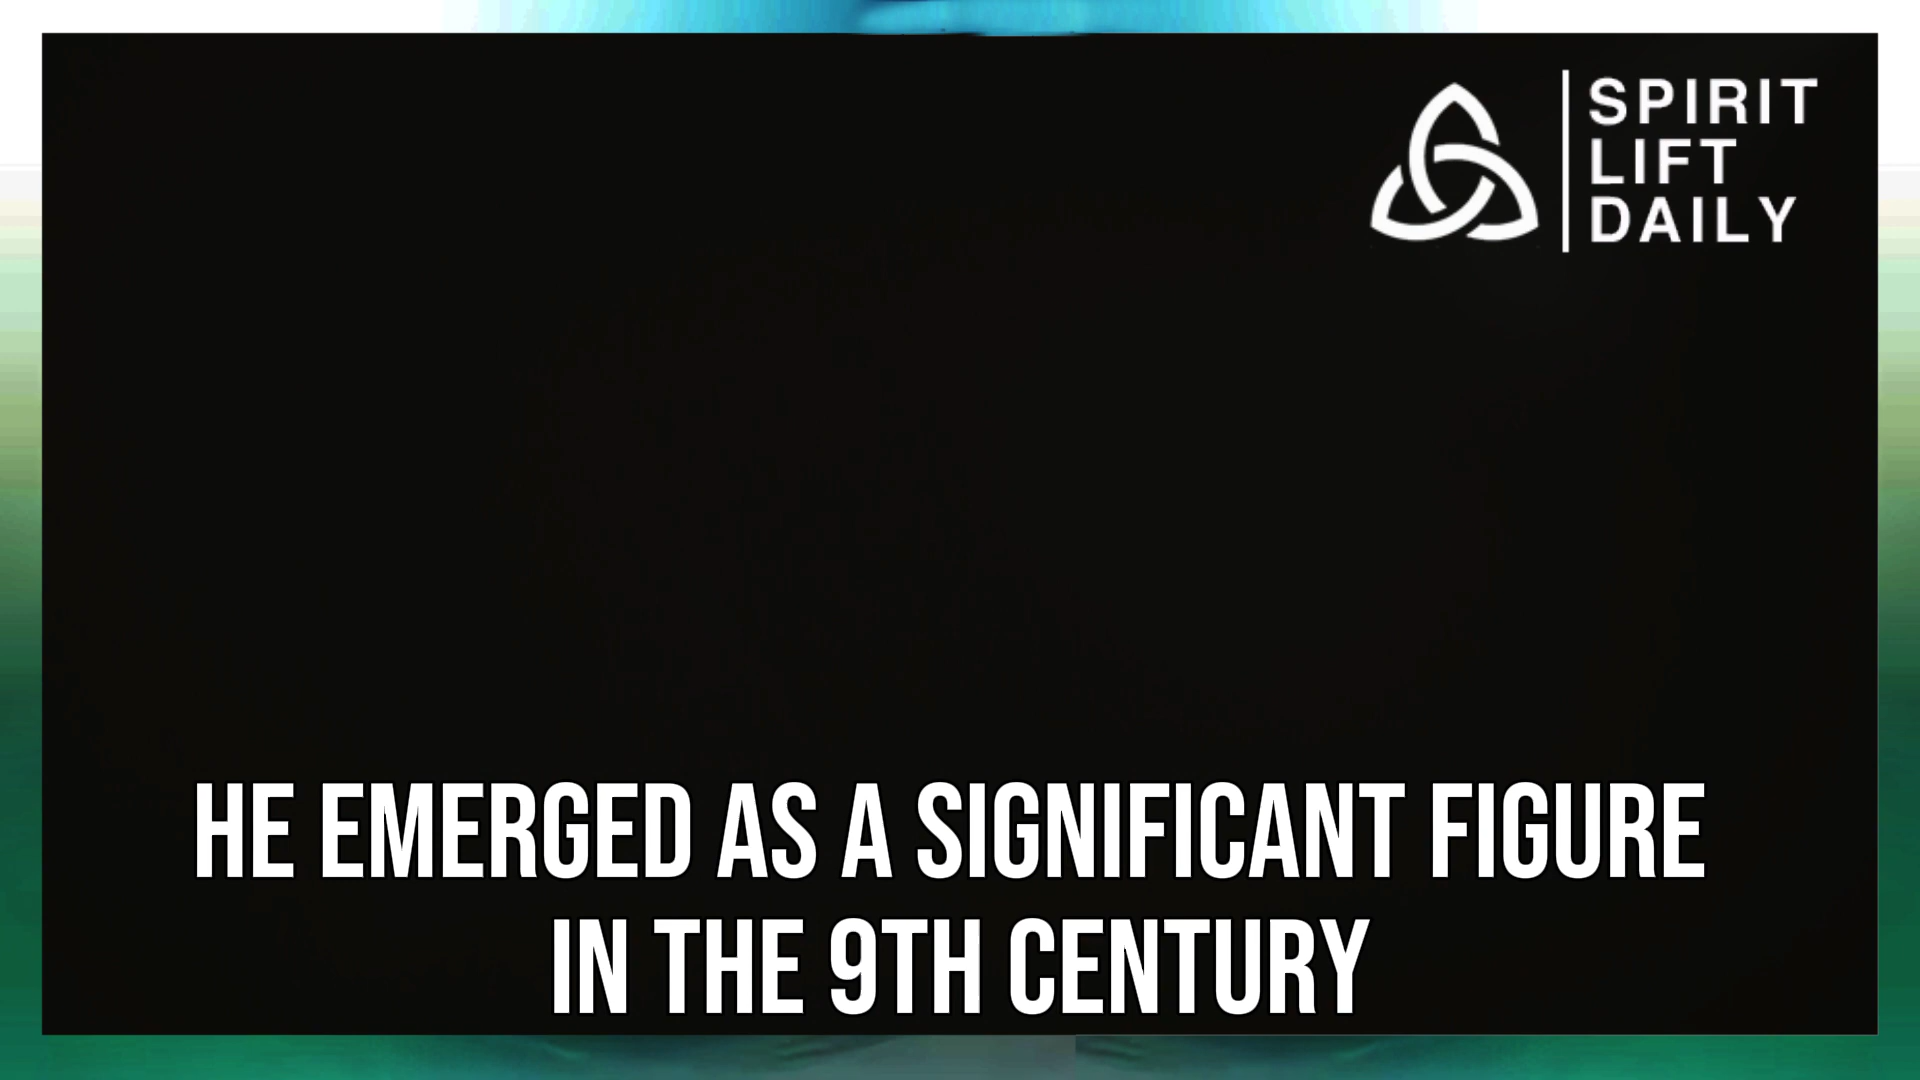 SPIRIT
LIFT
DAILY
HE EMERGED AS A SIGNIFICANT FIGURE
IN THE 9TH CENTURY